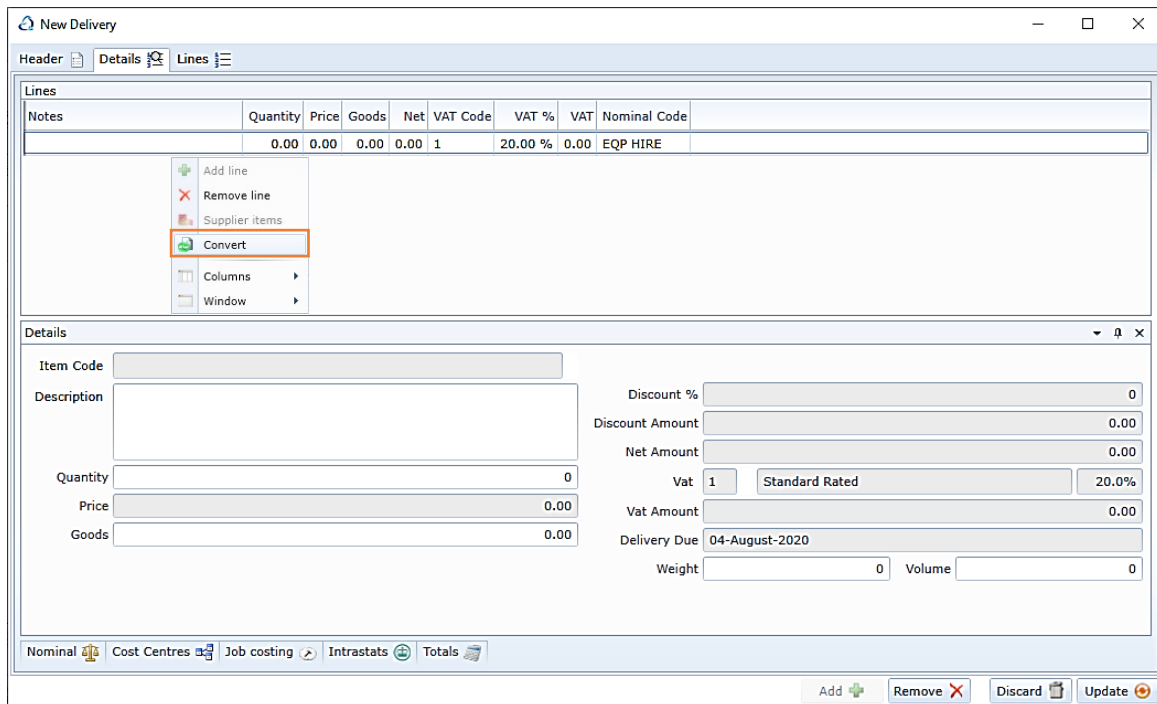 New Delivery
Header Details Lines
Lines
Notes Quantity Price Goods Net VAT Code VAT % VAT Nominal Code
0.00 0.00 0.00 0.00 1 20.00 % 0.00 EQP HIRE
Add line
Remove line
Supplier items
Convert
Columns
Window
Details
Item Code
Description
Discount % 0
Discount Amount 0.00
Net Amount 0.00
Quantity 0
Vat 1 Standard Rated 20.0%
Price 0.00
Vat Amount 0.00
Goods 0.00
Delivery Due 04-August-2020
Weight 0 Volume 0
Nominal Cost Centres Job costing Intrastats Totals
Add Remove Discard Update